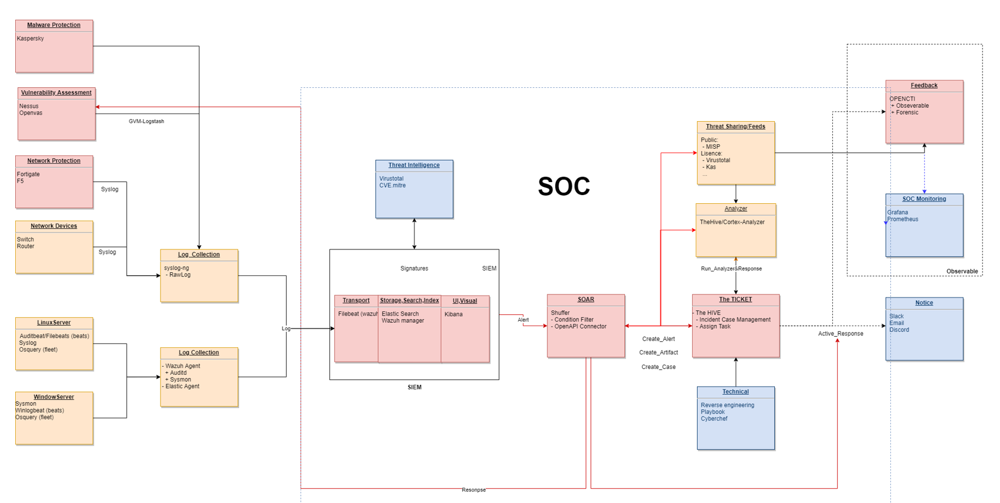 Malware Protection
Kaspersky
Vulnerability Assessment
Nessus
Openvas
GVM-Logstash
Network Protection
Fortigate
F5
Syslog
Network Devices
Switch
Router
Syslog
Log_Collection
syslog-ng
- RawLog
LinuxServer
Auditbeat/Filebeats (beats)
Syslog
Osquery (fleet)
Log Collection
- Wazuh Agent
+ Auditd
+ Sysmon
- Elastic Agent
WindowServer
Sysmon
Winlogbeat (beats)
Osquery (fleet)
Log
Threat Intelligence
Virustotal
CVE.mitre
SOC
Signatures
SIEM
Transport
Filebeat (wazuh
Storage,Search,Index
Elastic Search
Wazuh manager
UI,Visual
Kibana
SIEM
Alert
SOAR
Shuffer
- Condition Filter
- OpenAPI Connector
Create_Alert
Create_Artifact
Create_Case
Threat Sharing/Feeds
Public:
- MISP
Lisence:
- Virustotal
- Kas
...
Analyzer
TheHive/Cortex-Analyzer
Run_Analyzer&Response
The TICKET
- The HIVE
- Incident Case Management
- Assign Task
Technical
Reverse engineering
Playbook
Cyberchef
Feedback
OPENCTI
+ Obseverable
+ Forensic
SOC Monitoring
Grafana
Prometheus
Observable
Notice
Slack
Email
Discord
Active_Response
Resonpse